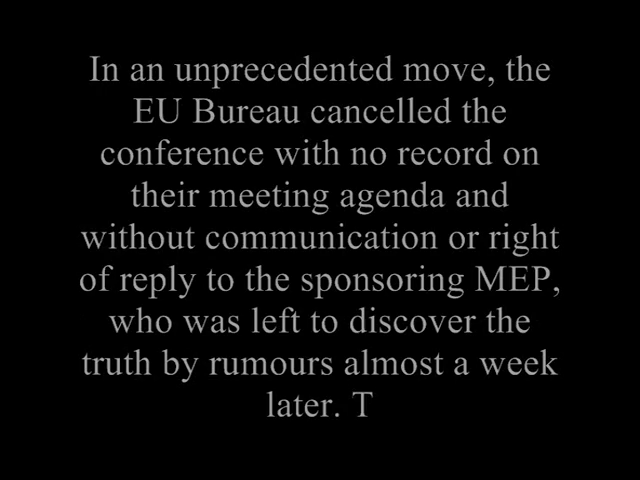 In an unprecedented move, the
EU Bureau cancelled the
conference with no record on
their meeting agenda and
without communication or right
of reply to the sponsoring MEP,
who was left to discover the
truth by rumours almost a week
later. T